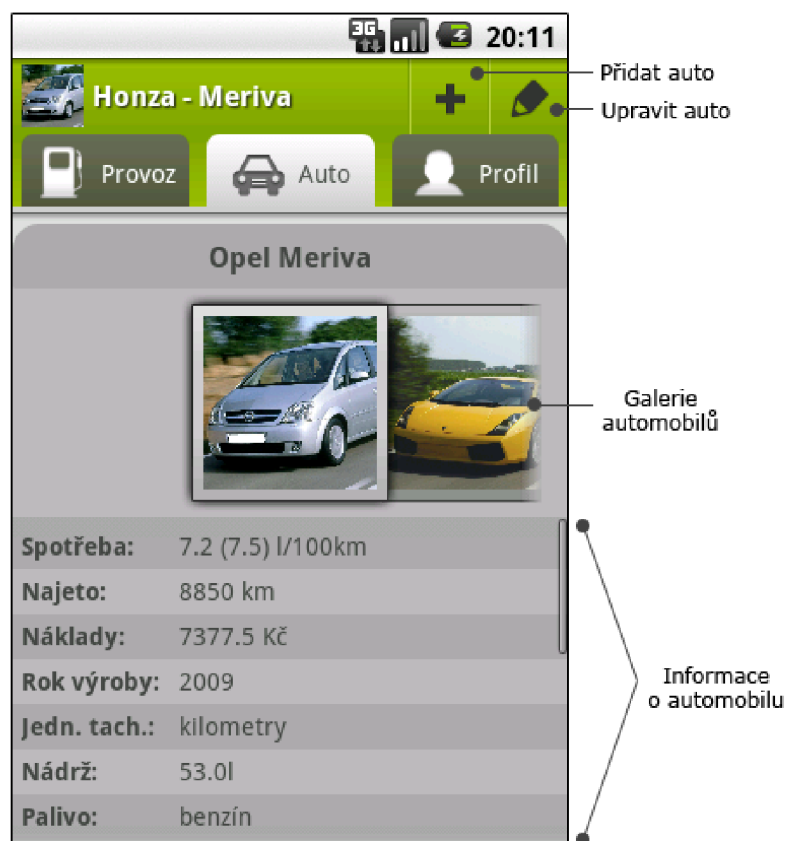 3G 20:11
Honza - Meriva
Přidat auto
Upravit auto
Provoz Auto Profil
Opel Meriva
Galerie
automobilů
Spotřeba: 7.2 (7.5) l/100km
Najeto: 8850 km
Náklady: 7377.5 Kč
Rok výroby: 2009
Jedn. tach.: kilometry
Nádrž: 53.0l
Palivo: benzín
Informace
o automobilu